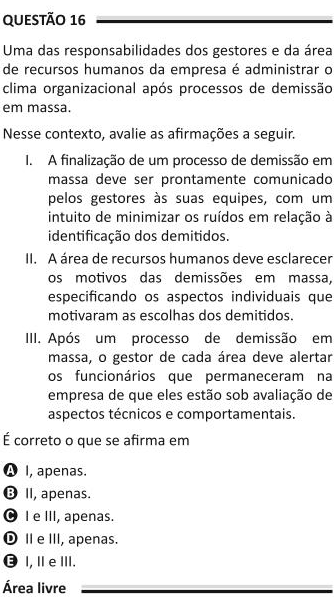 QUESTÃO 16
Uma das responsabilidades dos gestores e da área
de recursos humanos da empresa é administrar o
clima organizacional após processos de demissão
em massa.
Nesse contexto, avalie as afirmações a seguir.
I. A finalização de um processo de demissão em
massa deve ser prontamente comunicado
pelos gestores às suas equipes, com um
intuito de minimizar os ruídos em relação à
identificação dos demitidos.
II. A área de recursos humanos deve esclarecer
os motivos das demissões em massa,
especificando os aspectos individuais que
motivaram as escolhas dos demitidos.
III. Após um processo de demissão em
massa, o gestor de cada área deve alertar
os funcionários que permaneceram na
empresa de que eles estão sob avaliação de
aspectos técnicos e comportamentais.
É correto o que se afirma em
A I, apenas.
B II, apenas.
C I e III, apenas.
D II e III, apenas.
E I, II e III.
Área livre